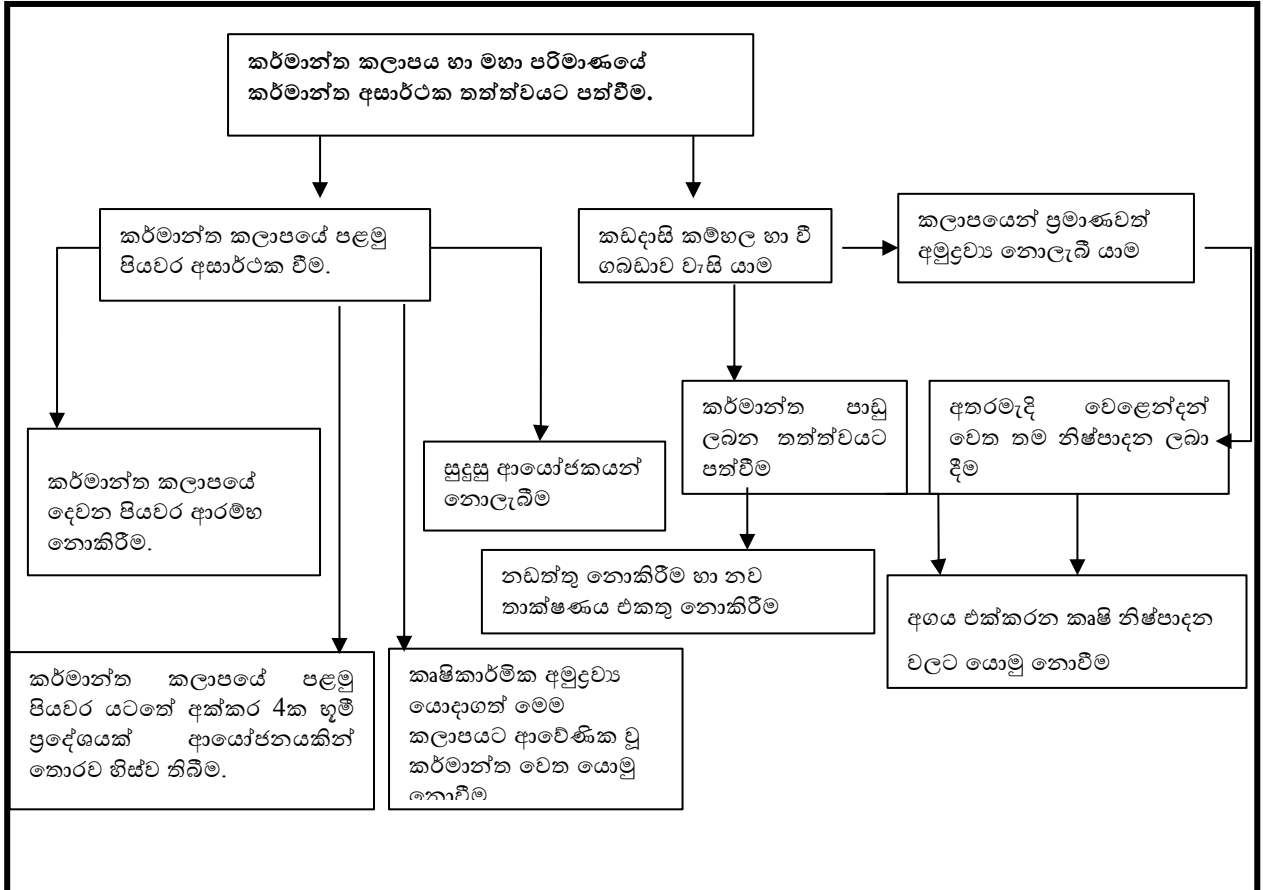 කර්මාන්ත කලාපය හා මහා පරිමාණයේ
කර්මාන්ත අසාර්ථක තත්ත්වයට පත්වීම.
කර්මාන්ත කලාපයේ පළමු
පියවර අසාර්ථක වීම.
කඩදාසි කම්හල හා වී
ගබඩාව වැසි යාම
කලාපයෙන් ප්‍රමාණවත්
අමුද්‍රව්‍ය නොලැබී යාම
කර්මාන්ත කලාපයේ
දෙවන පියවර ආරම්භ
නොකිරීම.
සුදුසු ආයෝජකයන්
නොලැබීම
කර්මාන්ත පාඩු
ලබන තත්ත්වයට
පත්වීම
අතරමැදි වෙළෙන්දන්
වෙත තම නිෂ්පාදන ලබා
දීම
නඩත්තු නොකිරීම හා නව
තාක්ෂණය එකතු නොකිරීම
අගය එක්කරන කෘෂි නිෂ්පාදන
වලට යොමු නොවීම
කර්මාන්ත කලාපයේ පළමු
පියවර යටතේ අක්කර 4ක භූමී
ප්‍රදේශයක් ආයෝජනයකින්
තොරව හිස්ව තිබීම.
කෘෂිකාර්මික අමුද්‍රව්‍ය
යොදාගත් මෙම
කලාපයට ආවේණික වූ
කර්මාන්ත වෙත යොමු
නොවීම